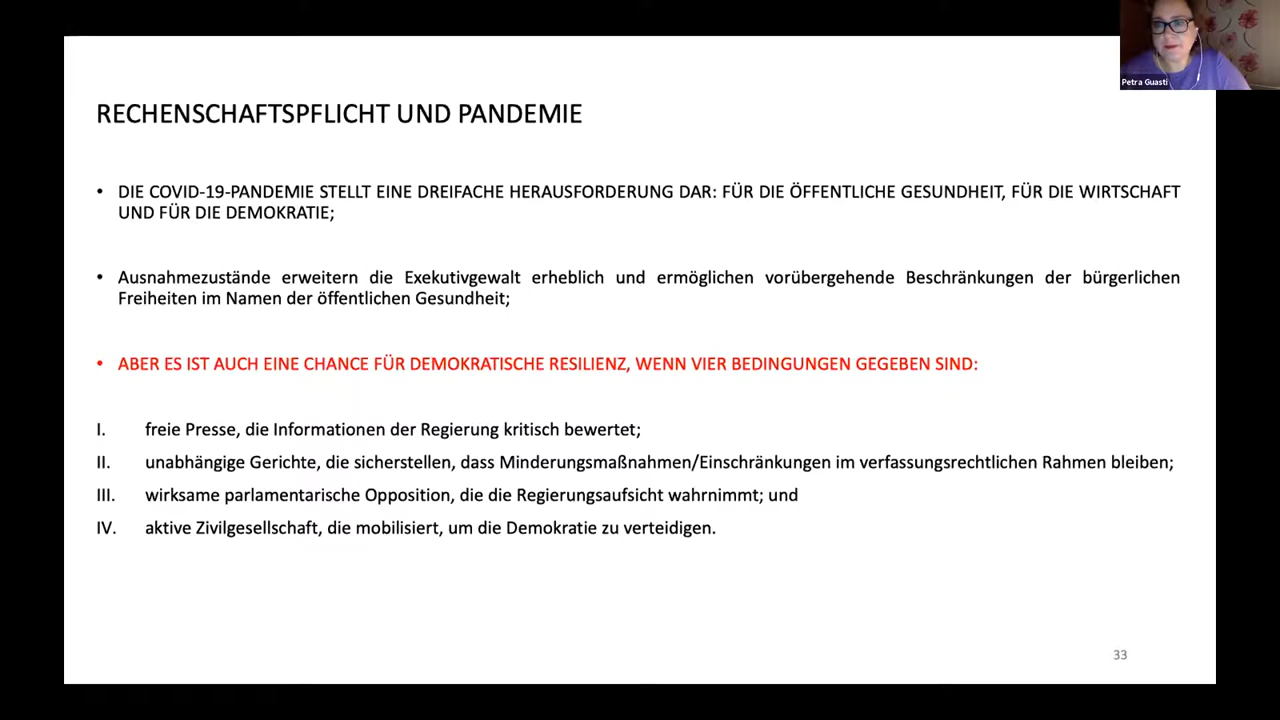 Petra Guasti
RECHENSCHAFTSPFLICHT UND PANDEMIE
• DIE COVID-19-PANDEMIE STELLT EINE DREIFACHE HERAUSFORDERUNG DAR: FÜR DIE ÖFFENTLICHE GESUNDHEIT, FÜR DIE WIRTSCHAFT
UND FÜR DIE DEMOKRATIE;
• Ausnahmezustände erweitern die Exekutivgewalt erheblich und ermöglichen vorübergehende Beschränkungen der bürgerlichen
Freiheiten im Namen der öffentlichen Gesundheit;
• ABER ES IST AUCH EINE CHANCE FÜR DEMOKRATISCHE RESILIENZ, WENN VIER BEDINGUNGEN GEGEBEN SIND:
I. freie Presse, die Informationen der Regierung kritisch bewertet;
II. unabhängige Gerichte, die sicherstellen, dass Minderungsmaßnahmen/Einschränkungen im verfassungsrechtlichen Rahmen bleiben;
III. wirksame parlamentarische Opposition, die die Regierungsaufsicht wahrnimmt; und
IV. aktive Zivilgesellschaft, die mobilisiert, um die Demokratie zu verteidigen.
33